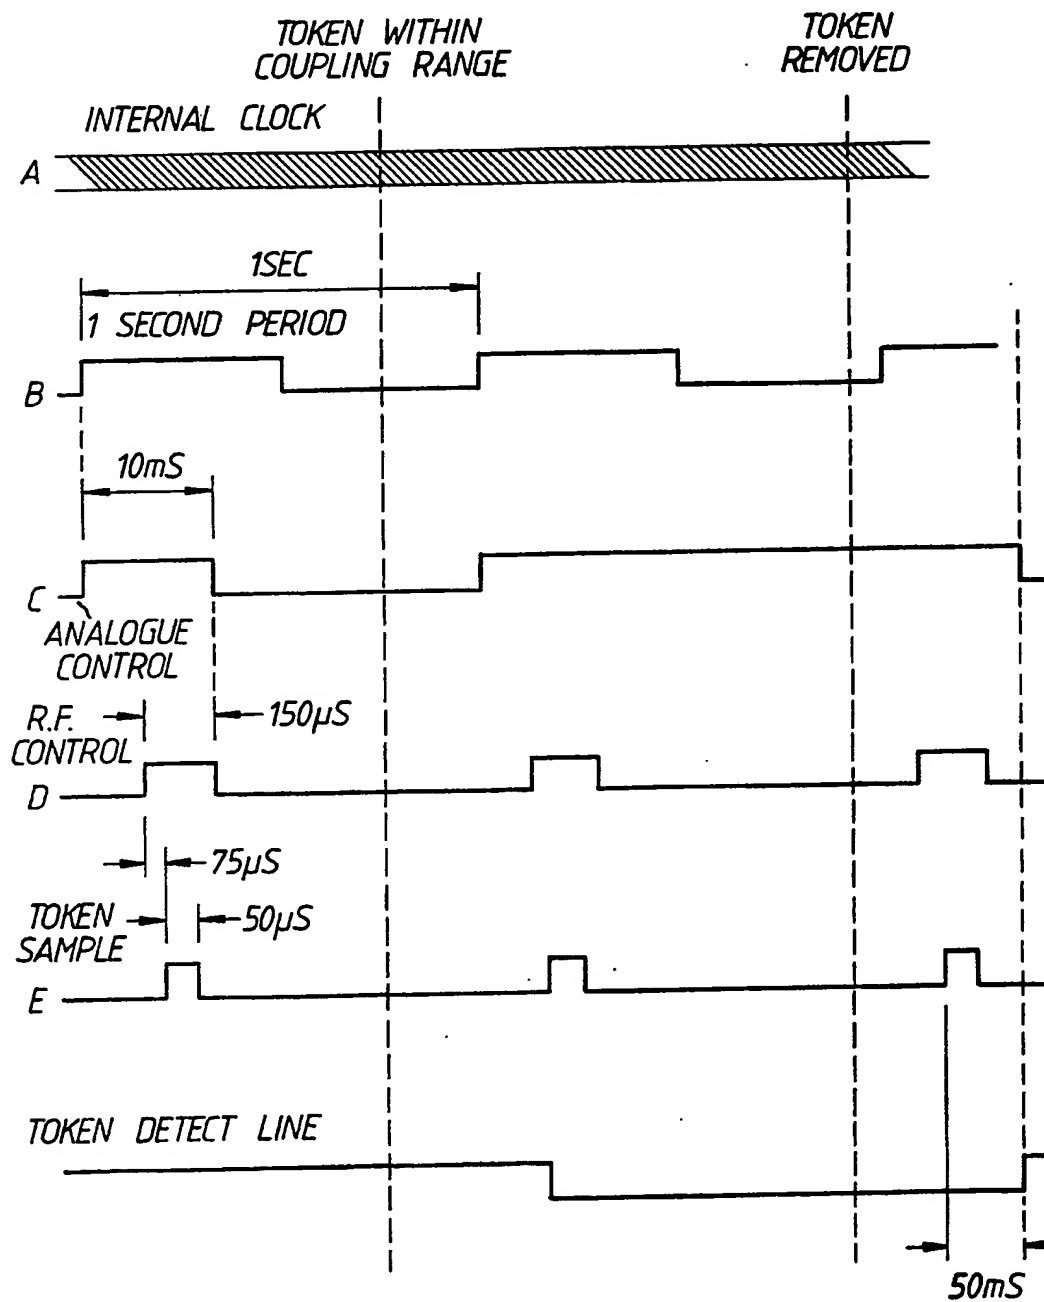 TOKEN WITHIN
COUPLING RANGE
TOKEN
REMOVED
INTERNAL CLOCK
A
1SEC
1 SECOND PERIOD
B
10mS
C
ANALOGUE
CONTROL
R.F.
CONTROL
150µS
D
75µS
TOKEN
SAMPLE
50µS
E
TOKEN DETECT LINE
50mS